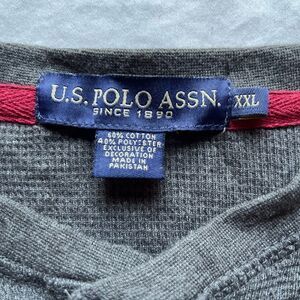 U.S. POLO ASSN.
SINCE 1890
XXL
60% COTTON
40% POLYESTER
EXCLUSIVE OF
DECORATION
MADE IN
PAKISTAN